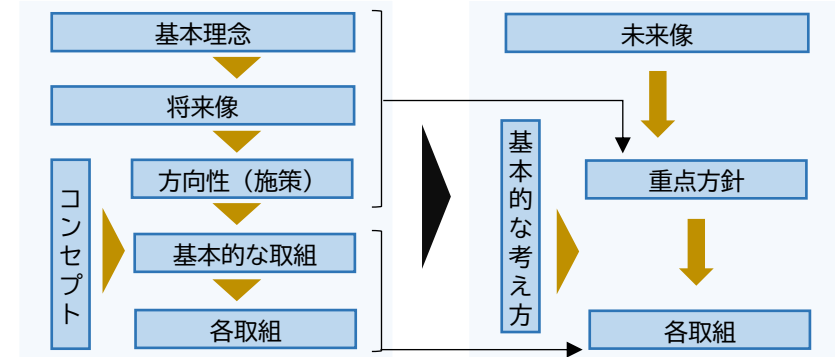 基本理念
将来像
方向性（施策）
コンセプト
基本的な取組
各取組
未来像
基本的な考え方
重点方針
各取組